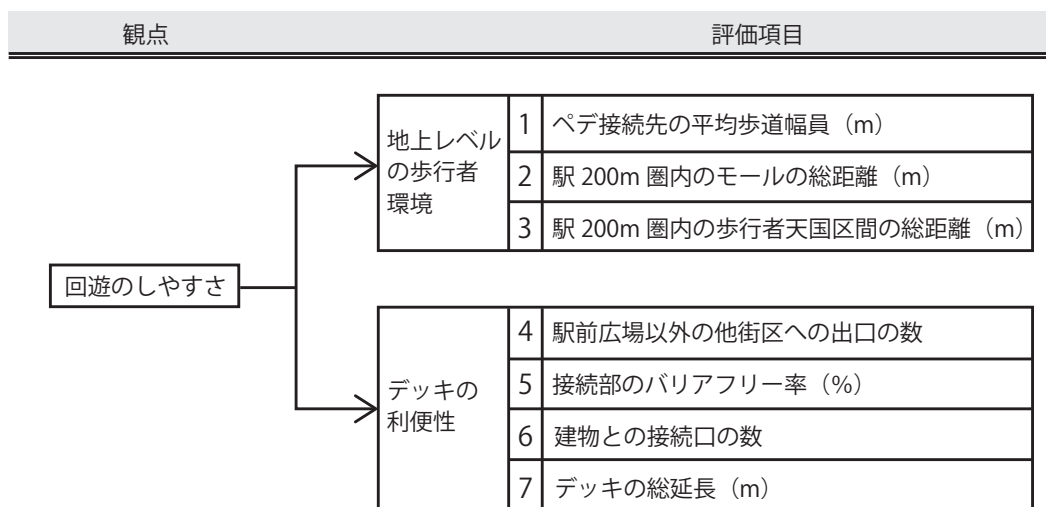 観点 評価項目
地上レベル
の歩行者
環境
1 ペデ接続先の平均歩道幅員（m）
2 駅 200m 圏内のモールの総距離（m）
3 駅 200m 圏内の歩行者天国区間の総距離（m）
回遊のしやすさ
デッキの
利便性
4 駅前広場以外の他街区への出口の数
5 接続部のバリアフリー率（%）
6 建物との接続口の数
7 デッキの総延長（m）